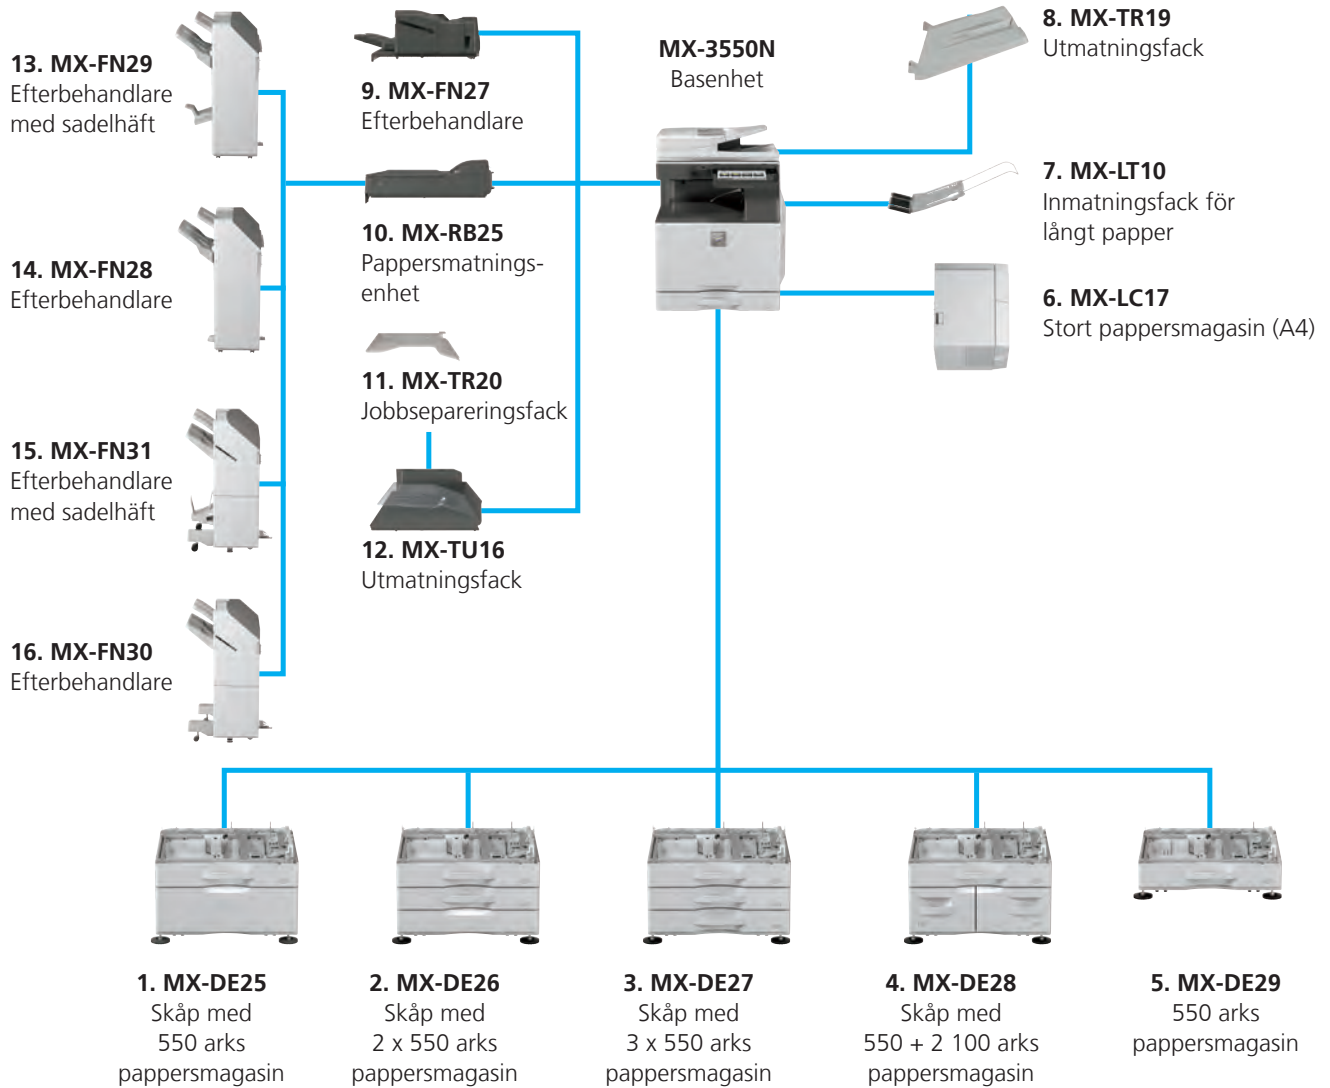 13. MX-FN29
Efterbehandlare
med sadelhäft
14. MX-FN28
Efterbehandlare
15. MX-FN31
Efterbehandlare
med sadelhäft
16. MX-FN30
Efterbehandlare
9. MX-FN27
Efterbehandlare
10. MX-RB25
Pappersmatnings-
enhet
11. MX-TR20
Jobbsepareringsfack
12. MX-TU16
Utmatningsfack
MX-3550N
Basenhet
8. MX-TR19
Utmatningsfack
7. MX-LT10
Inmatningsfack för
långt papper
6. MX-LC17
Stort pappersmagasin (A4)
1. MX-DE25
Skåp med
550 arks
pappersmagasin
2. MX-DE26
Skåp med
2 x 550 arks
pappersmagasin
3. MX-DE27
Skåp med
3 x 550 arks
pappersmagasin
4. MX-DE28
Skåp med
550 + 2 100 arks
pappersmagasin
5. MX-DE29
550 arks
pappersmagasin